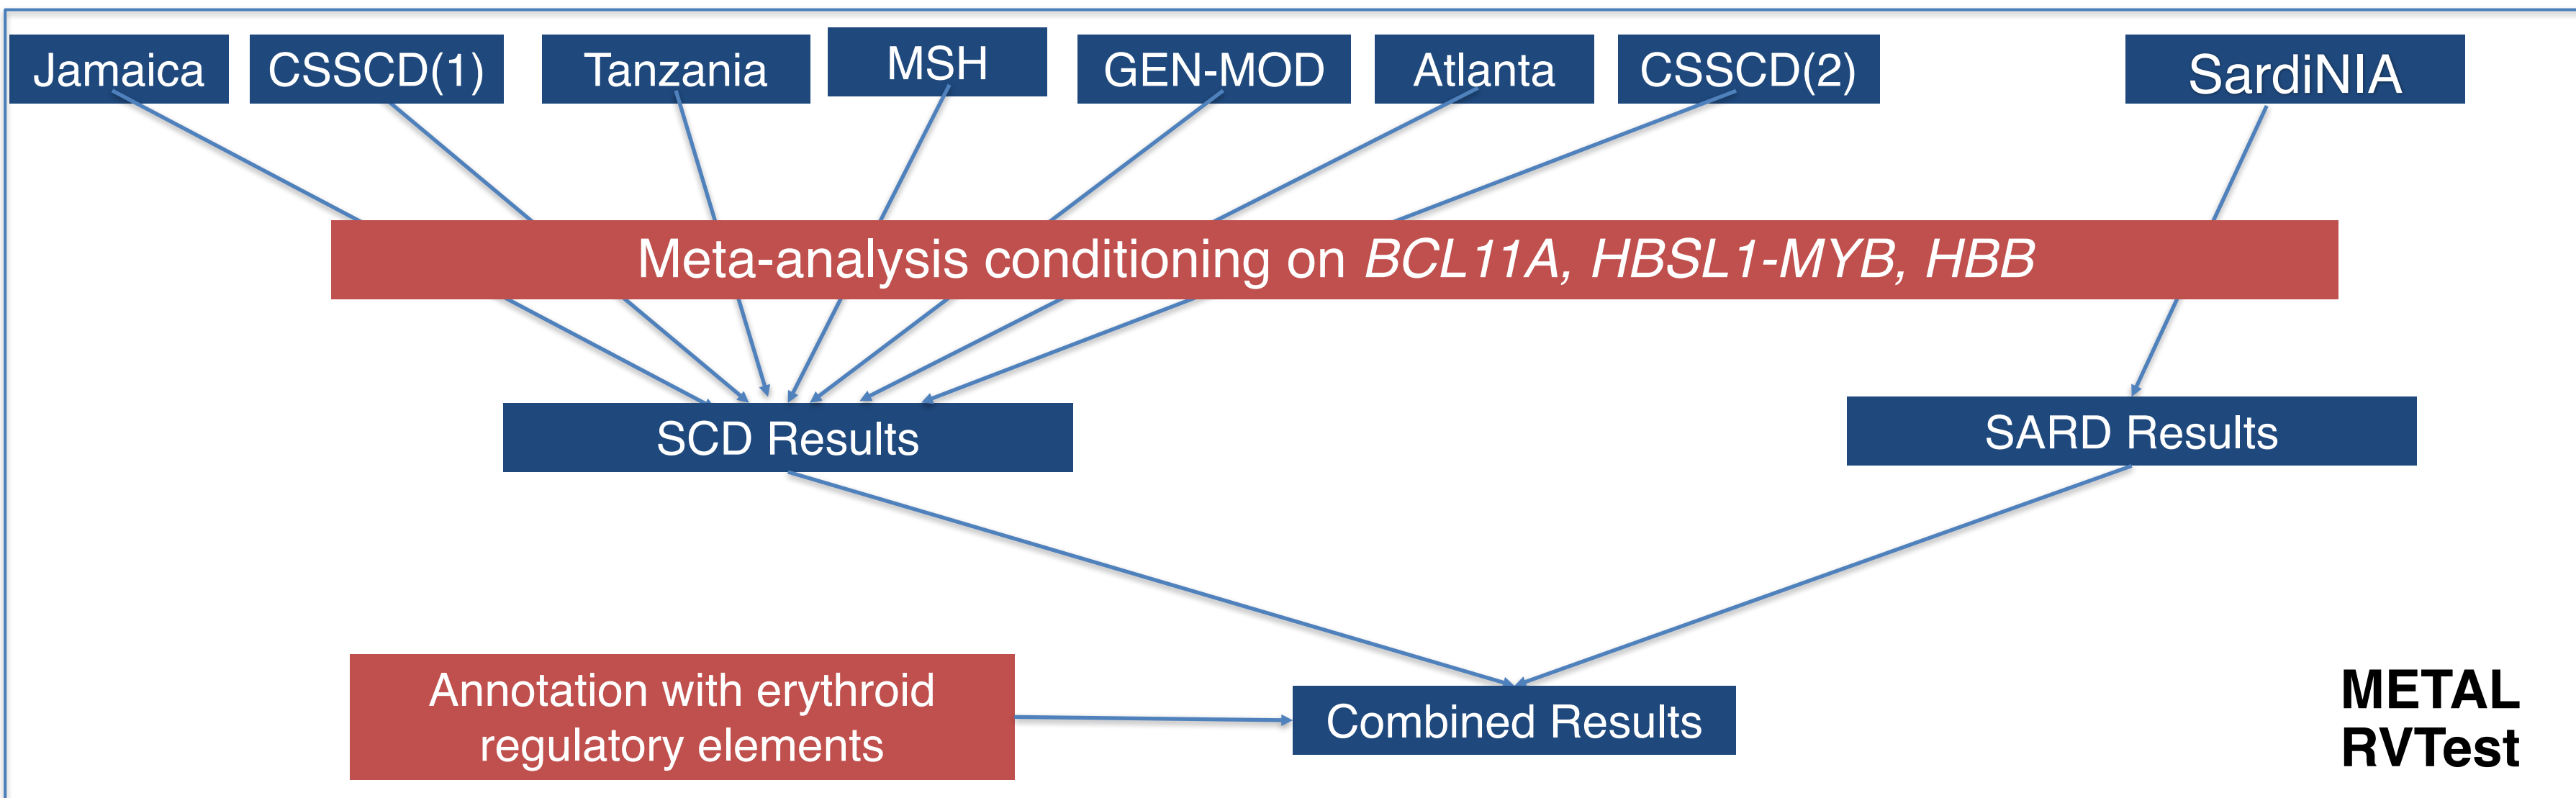 Jamaica
CSSCD(1)
Tanzania
MSH
GEN-MOD
Atlanta
CSSCD(2)
SardiNIA
Meta-analysis conditioning on BCL11A, HBSL1-MYB, HBB
SCD Results
SARD Results
Annotation with erythroid
regulatory elements
Combined Results
METAL
RVTest